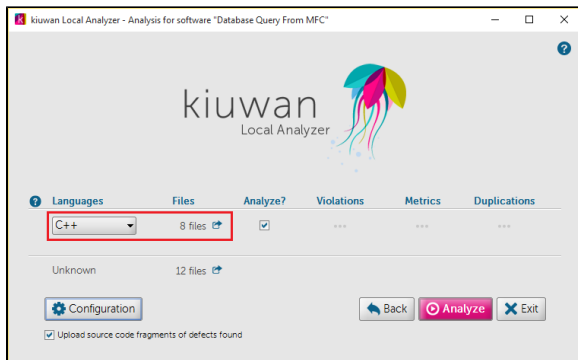 kiuwan Local Analyzer - Analysis for software "Database Query From MFC"
kiuwan
Local Analyzer
Languages Files Analyze? Violations Metrics Duplications
C++ 8 files
Unknown 12 files
Configuration Back Analyze Exit
Upload source code fragments of defects found